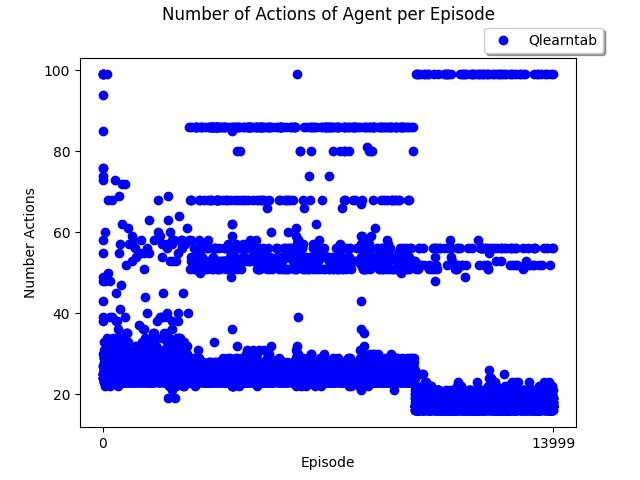 Number of Actions of Agent per Episode
Qlearntab
100
80
60
40
20
Number Actions
0
13999
Episode